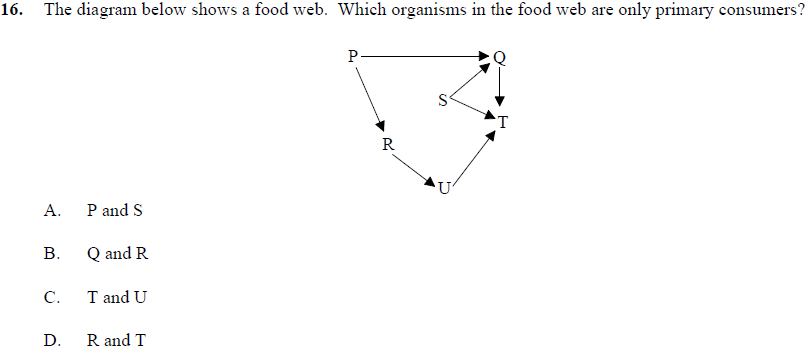 16. The diagram below shows a food web. Which organisms in the food web are only primary consumers?
P Q
S
T
R
U
A. P and S
B. Q and R
C. T and U
D. R and T